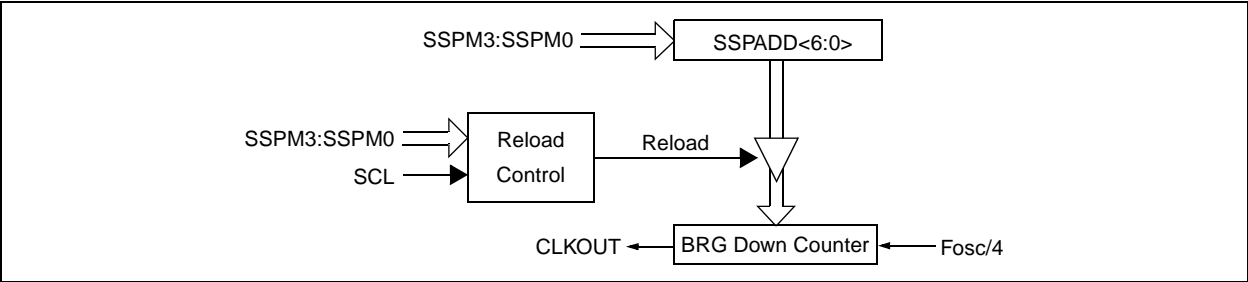 SSPM3:SSPM0
SSPADD<6:0>
SSPM3:SSPM0
SCL
Reload
Control
Reload
CLKOUT
BRG Down Counter
Fosc/4